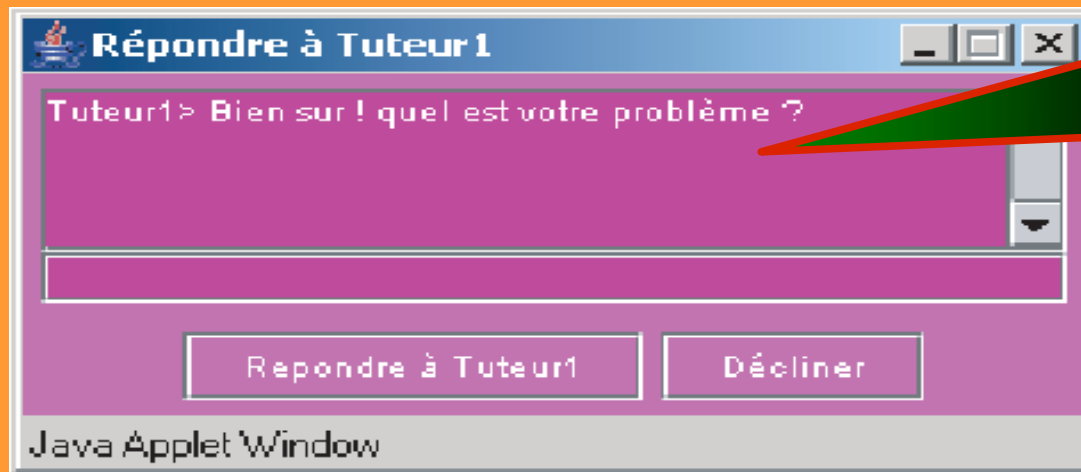 Répondre à Tuteur1
Tuteur1> Bien sur ! quel est votre problème ?
Repondre à Tuteur1
Décliner
Java Applet Window